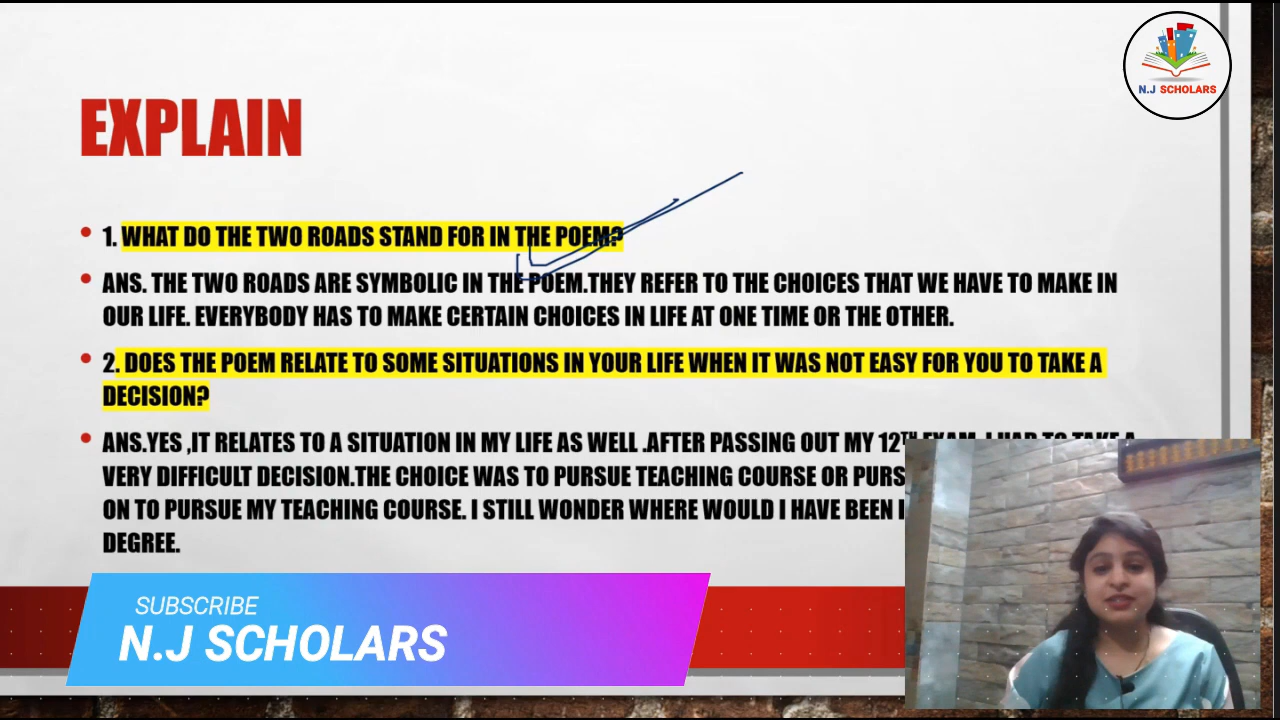 N.J SCHOLARS
EXPLAIN
• 1. WHAT DO THE TWO ROADS STAND FOR IN THE POEM?
• ANS. THE TWO ROADS ARE SYMBOLIC IN THE POEM.THEY REFER TO THE CHOICES THAT WE HAVE TO MAKE IN
OUR LIFE. EVERYBODY HAS TO MAKE CERTAIN CHOICES IN LIFE AT ONE TIME OR THE OTHER.
• 2. DOES THE POEM RELATE TO SOME SITUATIONS IN YOUR LIFE WHEN IT WAS NOT EASY FOR YOU TO TAKE A
DECISION?
• ANS.YES ,IT RELATES TO A SITUATION IN MY LIFE AS WELL .AFTER PASSING OUT MY 12TH EXAM, I HAD TO TAKE A
VERY DIFFICULT DECISION.THE CHOICE WAS TO PURSUE TEACHING COURSE OR
ON TO PURSUE MY TEACHING COURSE. I STILL WONDER WHERE WOULD I HAVE BEEN
DEGREE.
SUBSCRIBE
N.J SCHOLARS